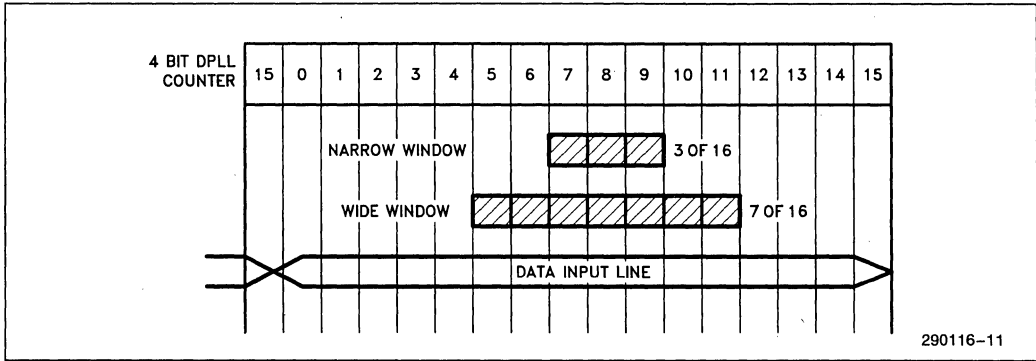 4 BIT DPLL
COUNTER
15 0 1 2 3 4 5 6 7 8 9 10 11 12 13 14 15
NARROW WINDOW 3 OF 16
WIDE WINDOW 7 OF 16
DATA INPUT LINE
290116-11